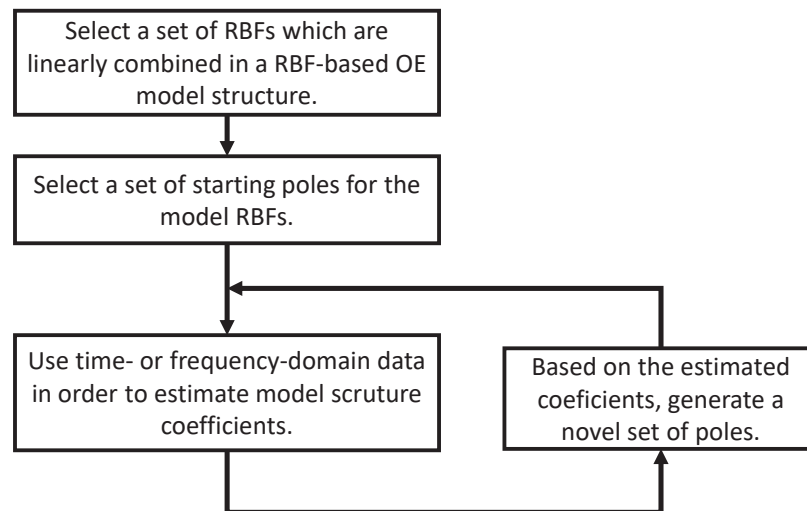 Select a set of RBFs which are
linearly combined in a RBF-based OE
model structure.
Select a set of starting poles for the
model RBFs.
Use time- or frequency-domain data
in order to estimate model scruture
coefficients.
Based on the estimated
coeficients, generate a
novel set of poles.